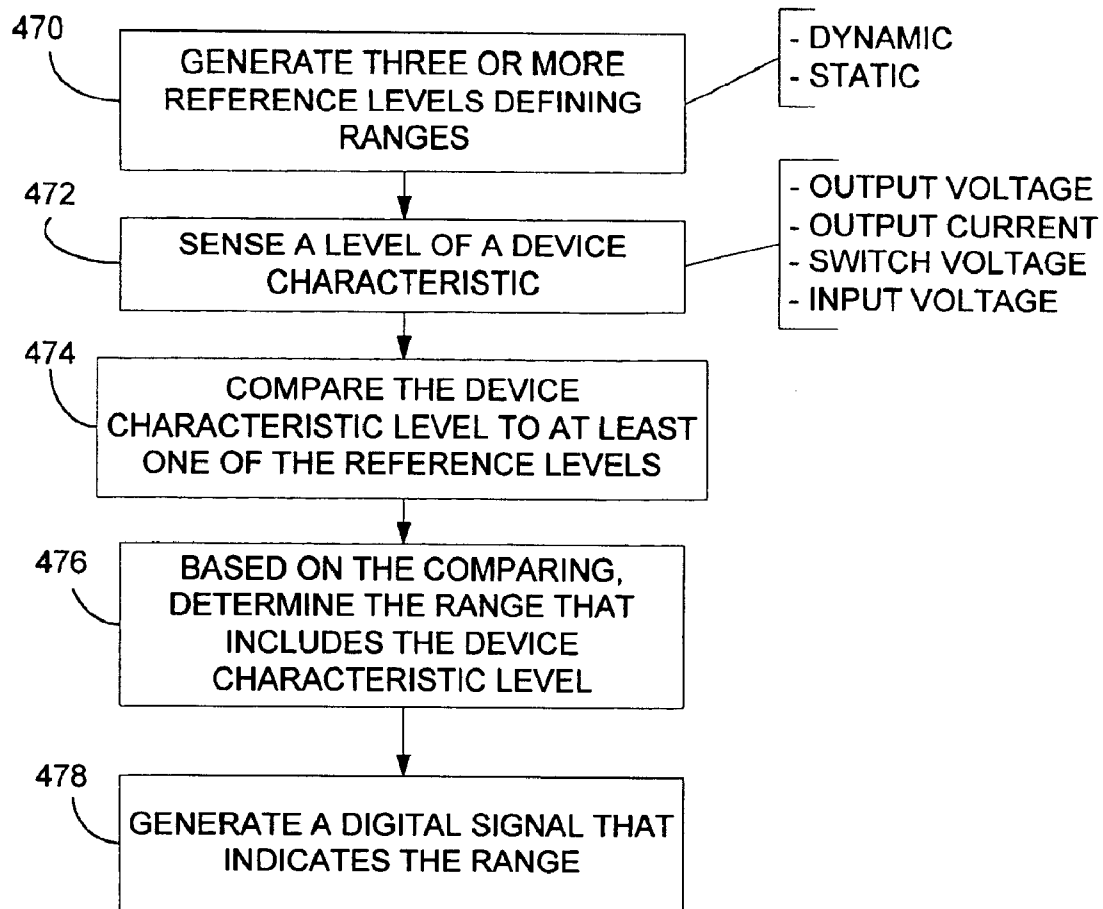 470
GENERATE THREE OR MORE
REFERENCE LEVELS DEFINING
RANGES
- DYNAMIC
- STATIC
472
SENSE A LEVEL OF A DEVICE
CHARACTERISTIC
- OUTPUT VOLTAGE
- OUTPUT CURRENT
- SWITCH VOLTAGE
- INPUT VOLTAGE
474
COMPARE THE DEVICE
CHARACTERISTIC LEVEL TO AT LEAST
ONE OF THE REFERENCE LEVELS
476
BASED ON THE COMPARING,
DETERMINE THE RANGE THAT
INCLUDES THE DEVICE
CHARACTERISTIC LEVEL
478
GENERATE A DIGITAL SIGNAL THAT
INDICATES THE RANGE